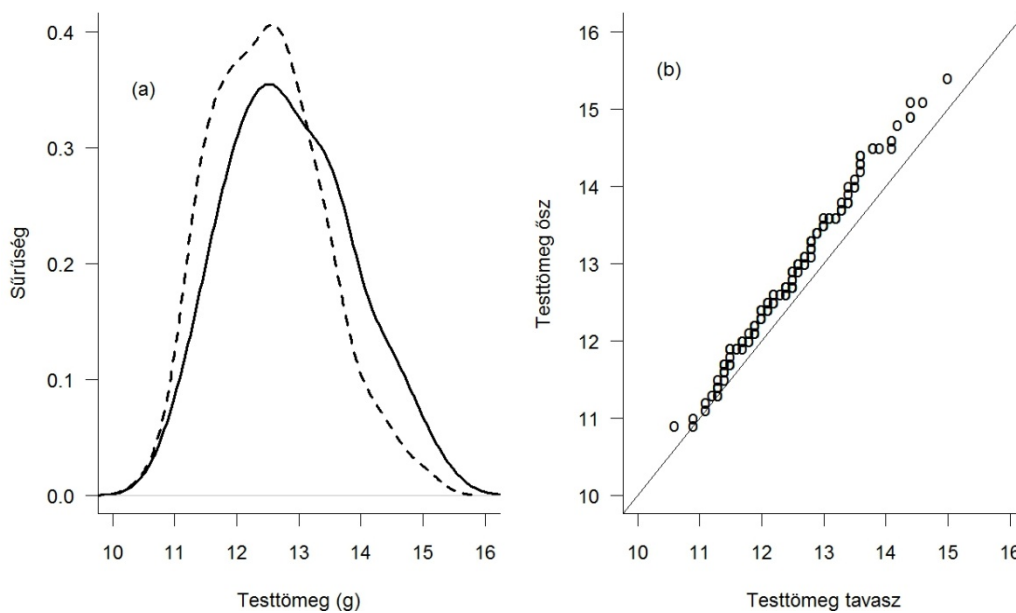 (a)
Sűrűség
0.4
0.3
0.2
0.1
0.0
10 11 12 13 14 15 16
Testtömeg (g)
(b)
Testtömeg ősz
16
15
14
13
12
11
10
10 11 12 13 14 15 16
Testtömeg tavasz